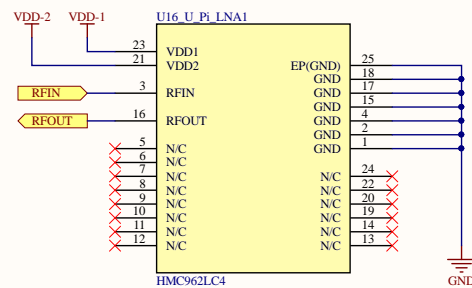 VDD-2 VDD-1 U16_U_Pi_LNA1
23 VDD1
21 VDD2 EP(GND) 25
GND 18
RFIN 3 RFIN GND 17
GND 15
RFOUT 16 RFOUT GND 4
GND 2
5 N/C GND 1
6 N/C
7 N/C N/C 24
8 N/C N/C 22
9 N/C N/C 20
10 N/C N/C 19
11 N/C N/C 14
12 N/C N/C 13
HMC962LC4 GND